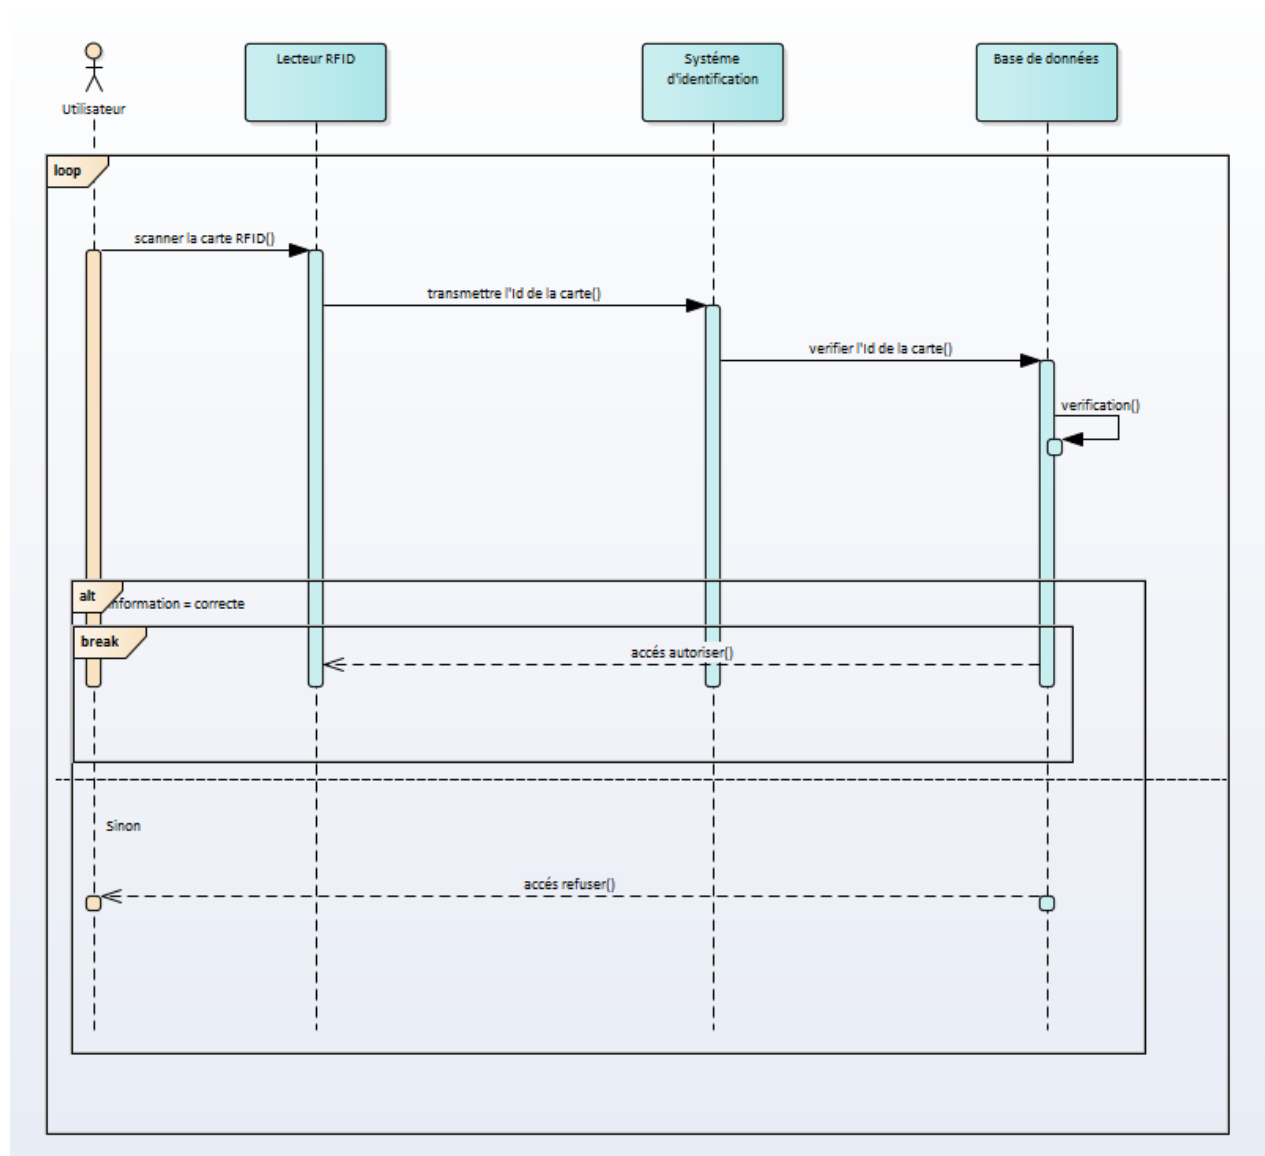 Utilisateur
Lecteur RFID
Systéme
d'identification
Base de données
loop
scanner la carte RFID()
transmettre l'Id de la carte()
verifier l'Id de la carte()
verification()
alt
information = correcte
break
accés autoriser()
Sinon
accés refuser()